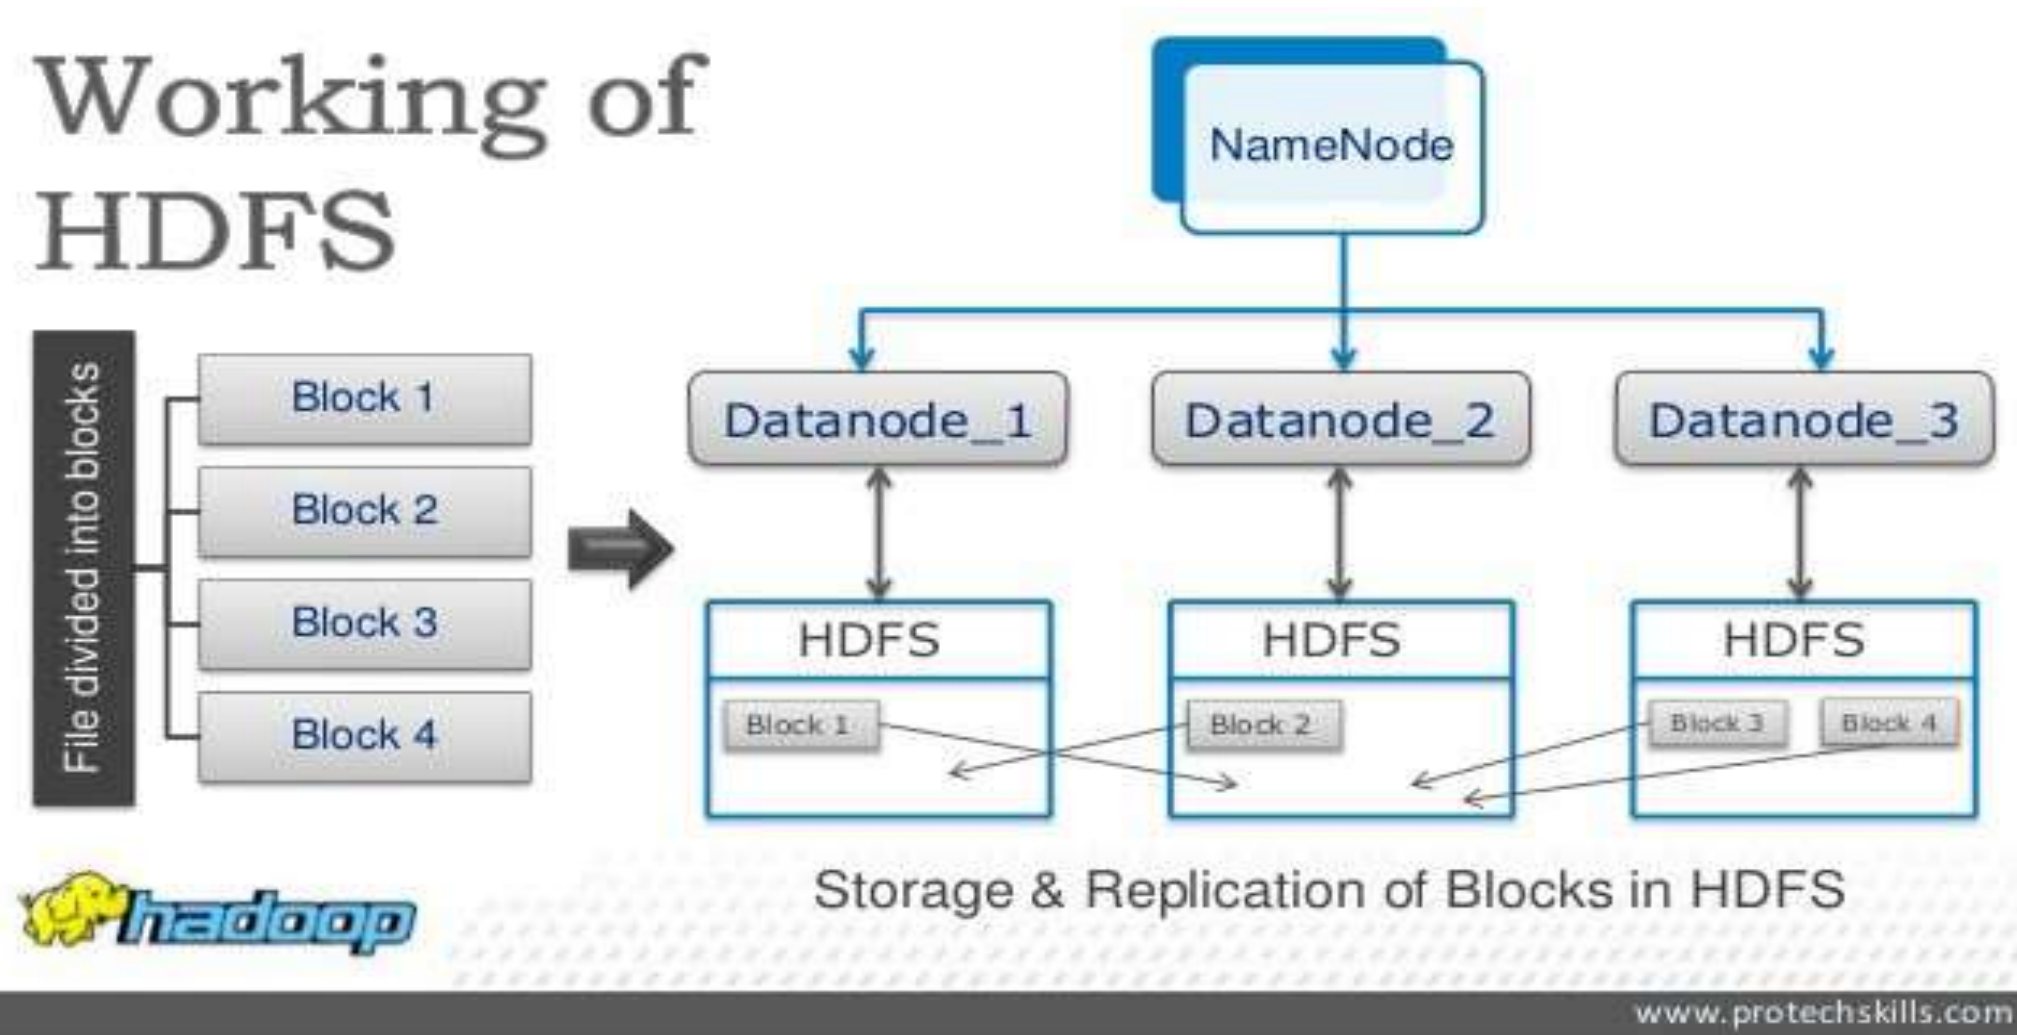 Working of
HDFS
NameNode
File divided into blocks
Block 1
Block 2
Block 3
Block 4
Datanode_1
Datanode_2
Datanode_3
HDFS
HDFS
HDFS
Block 1
Block 2
Block 3
Block 4
hadoop
Storage & Replication of Blocks in HDFS
www.protechskills.com